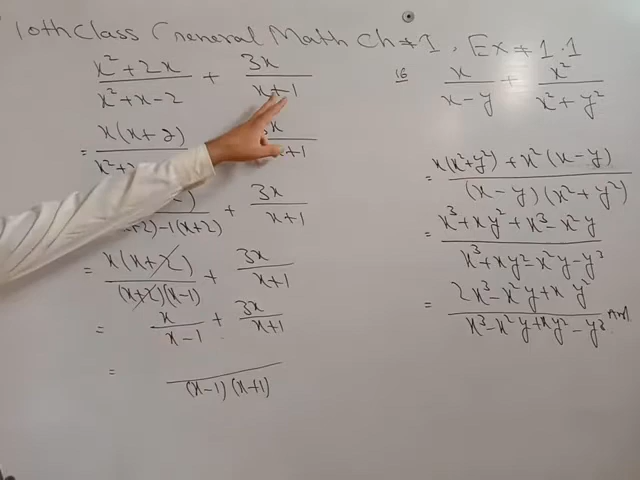 10th Class General Math Ch # 1, Ex # 1.1
(x² + 2x)/(x² + x - 2) + 3x/(x + 1)
= x(x + 2)/ 3x/(x + 1)
+ 3x/(x + 1)
= x(x + 2)/((x + 2)(x - 1)) + 3x/(x + 1)
= x/(x - 1) + 3x/(x + 1)
= /((x - 1)(x + 1))
16 x/(x - y) + x²/(x² + y²)
= (x(x² + y²) + x²(x - y))/((x - y)(x² + y²))
= (x³ + xy² + x³ - x²y)/(x³ + xy² - x²y - y³)
= (2x³ - x²y + xy²)/(x³ - x²y + xy² - y³) Ans.